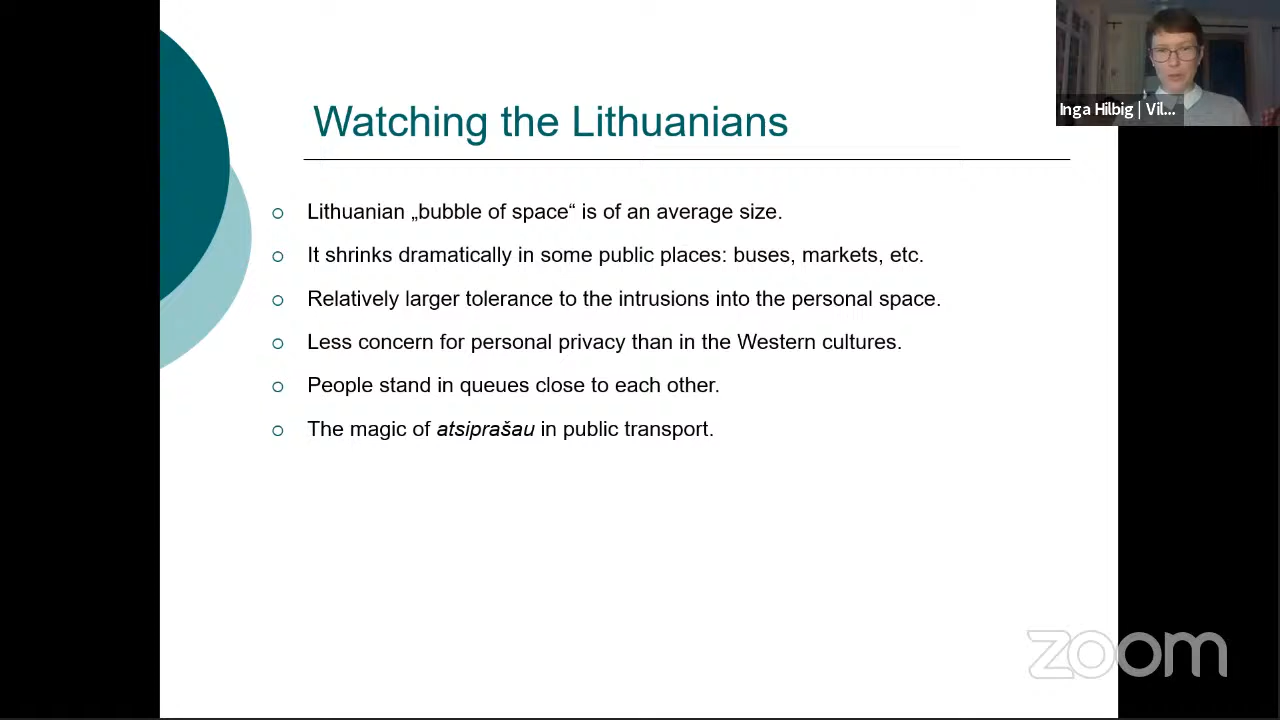 Inga Hilbig | Vil...
Watching the Lithuanians
Lithuanian „bubble of space“ is of an average size.
It shrinks dramatically in some public places: buses, markets, etc.
Relatively larger tolerance to the intrusions into the personal space.
Less concern for personal privacy than in the Western cultures.
People stand in queues close to each other.
The magic of atsiprašau in public transport.
zoom